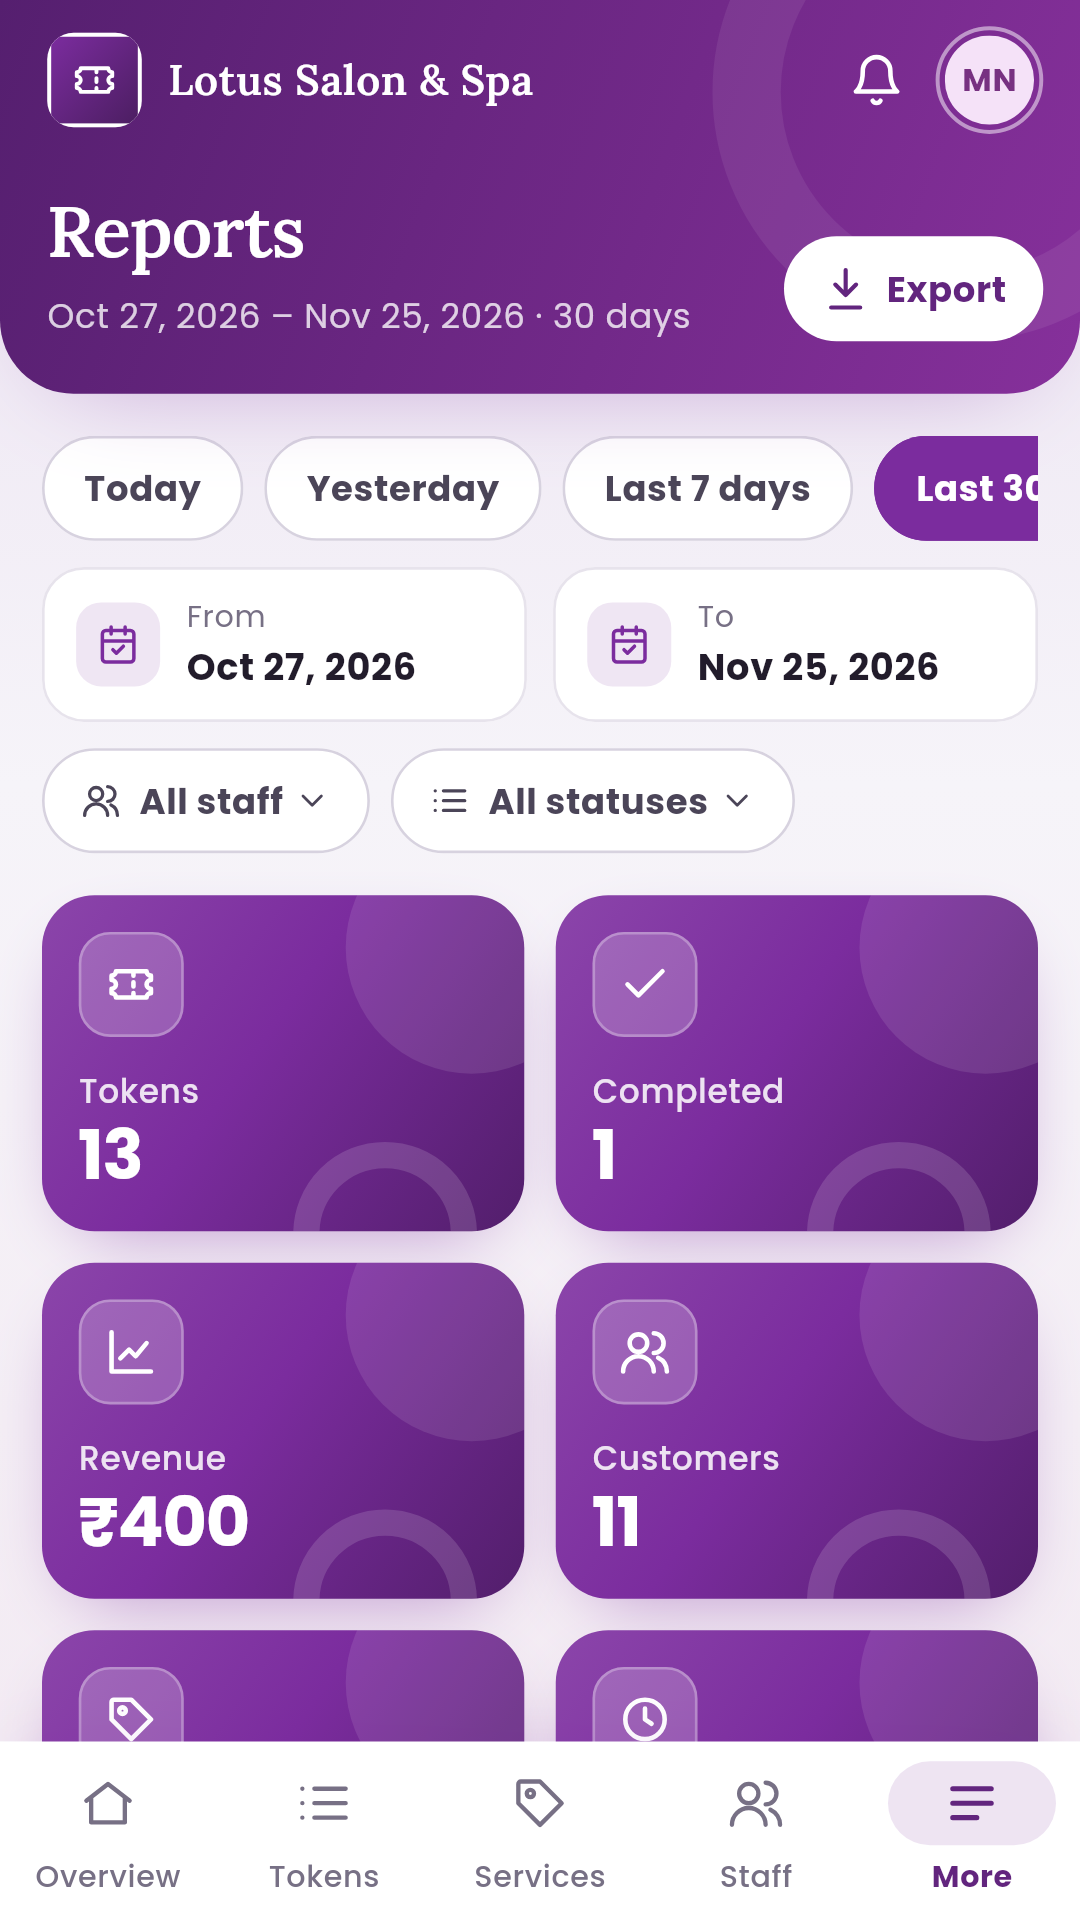 Lotus Salon & Spa
MN
Reports
Oct 27, 2026 – Nov 25, 2026 · 30 days
Export
Today
Yesterday
Last 7 days
Last 30
From
Oct 27, 2026
To
Nov 25, 2026
All staff
All statuses
Tokens
13
Completed
1
Revenue
₹400
Customers
11
Overview
Tokens
Services
Staff
More